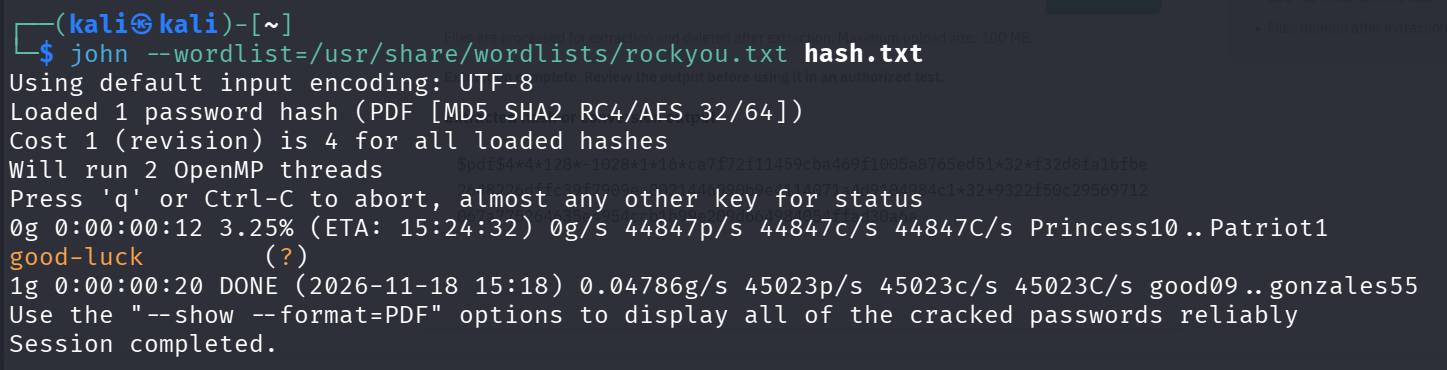 ┌──(kali㉿kali)-[~]
└─$ john --wordlist=/usr/share/wordlists/rockyou.txt hash.txt
Using default input encoding: UTF-8
Loaded 1 password hash (PDF [MD5 SHA2 RC4/AES 32/64])
Cost 1 (revision) is 4 for all loaded hashes
Will run 2 OpenMP threads
Press 'q' or Ctrl-C to abort, almost any other key for status
0g 0:00:00:12 3.25% (ETA: 15:24:32) 0g/s 44847p/s 44847c/s 44847C/s Princess10..Patriot1
good-luck        (?)
1g 0:00:00:20 DONE (2026-11-18 15:18) 0.04786g/s 45023p/s 45023c/s 45023C/s good09..gonzales55
Use the "--show --format=PDF" options to display all of the cracked passwords reliably
Session completed.